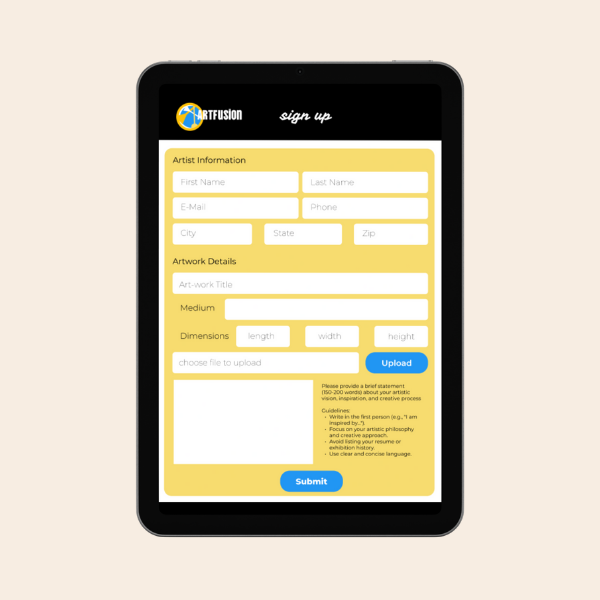 ARTFUSION
sign up
Artist Information
First Name
Last Name
E-Mail
Phone
City
State
Zip
Artwork Details
Art-work Title
Medium
Dimensions
length
width
height
choose file to upload
Upload
Please provide a brief statement
(150-200 words) about your artistic
vision, inspiration, and creative process
Guidelines:
• Write in the first person (e.g., "I am
inspired by...").
• Focus on your artistic philosophy
and creative approach.
• Avoid listing your resume or
exhibition history.
• Use clear and concise language.
Submit